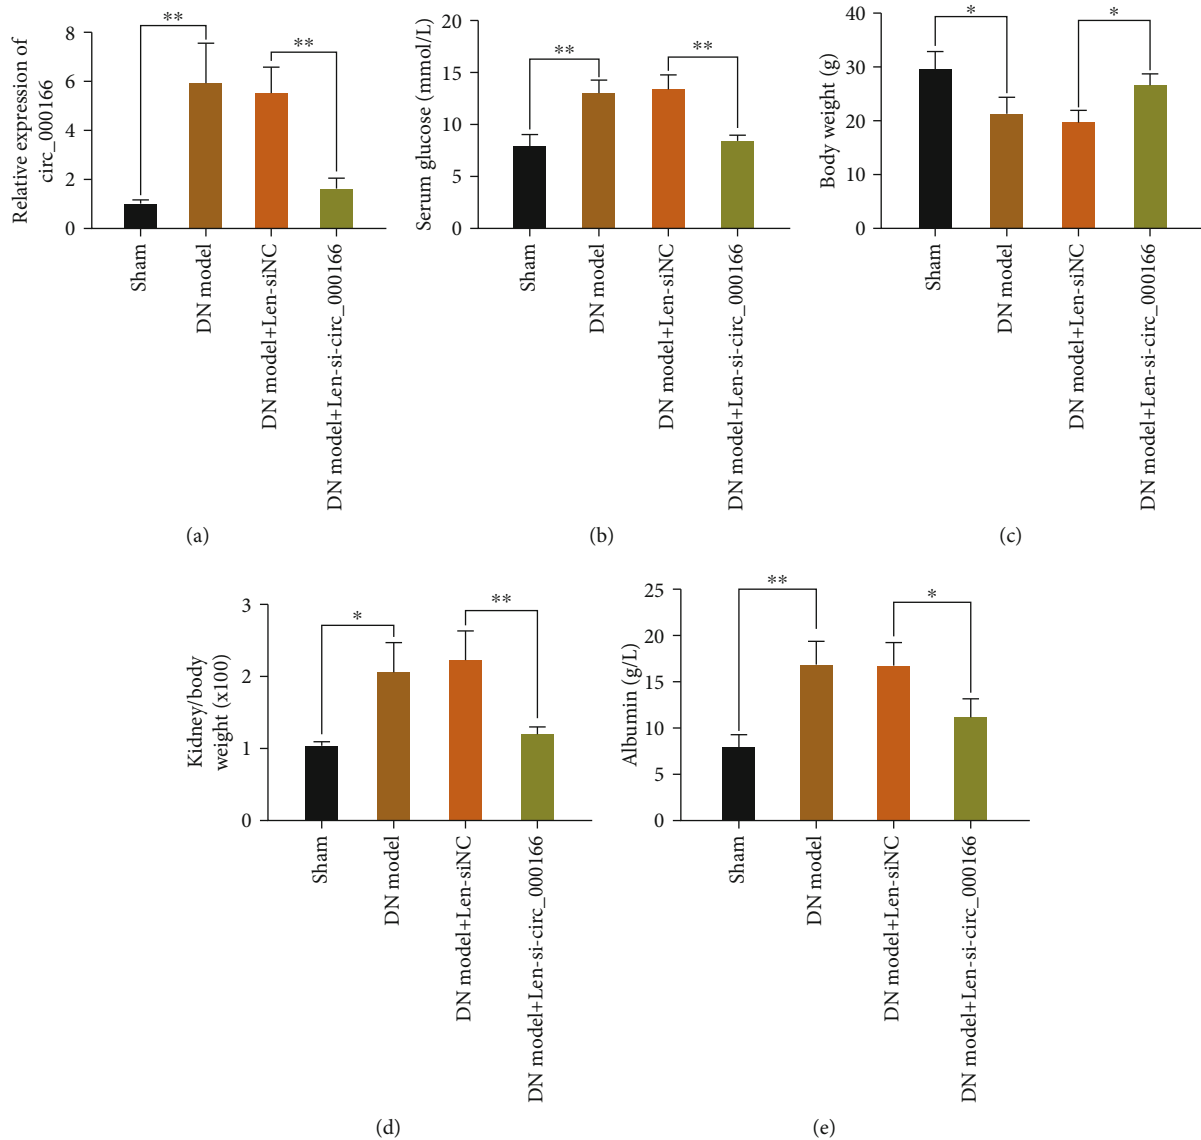 Relative expression of
circ_000166
8
6
4
2
0
**
**
Sham
DN model
DN model+Len-siNC
DN model+Len-si-circ_000166
(a)
Serum glucose (mmol/L)
20
15
10
5
0
**
**
Sham
DN model
DN model+Len-siNC
DN model+Len-si-circ_000166
(b)
Body weight (g)
40
30
20
10
0
*
*
Sham
DN model
DN model+Len-siNC
DN model+Len-si-circ_000166
(c)
Kidney/body
weight (x100)
3
2
1
0
*
**
Sham
DN model
DN model+Len-siNC
DN model+Len-si-circ_000166
(d)
Albumin (g/L)
25
20
15
10
5
0
**
*
Sham
DN model
DN model+Len-siNC
DN model+Len-si-circ_000166
(e)